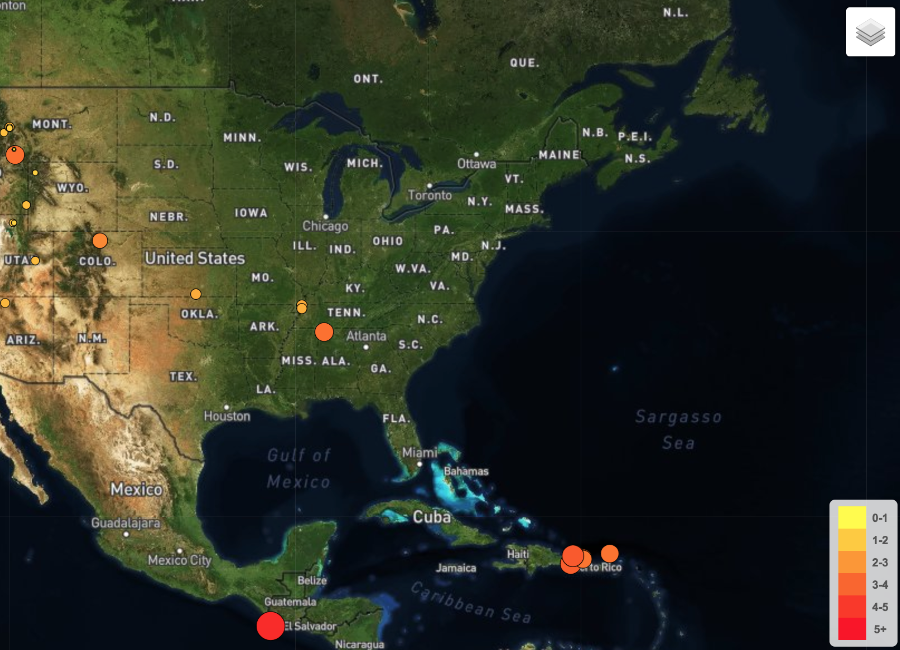 nton
N.L.
QUE.
ONT.
MONT.
N.D.
MINN.
N.B.
P.E.I.
MAINE
N.S.
S.D.
WIS.
MICH.
Ottawa
VT.
WYO.
Toronto
N.Y.
MASS.
NEBR.
IOWA
Chicago
PA.
OHIO
N.J.
ILL.
IND.
MD.
UTA
COLO.
United States
W.VA.
MO.
KY.
VA.
OKLA.
TENN.
N.C.
ARK.
ARIZ.
N.M.
Atlanta
S.C.
MISS.
ALA.
GA.
TEX.
LA.
Houston
FLA.
Sargasso
Sea
Gulf of
Mexico
Miami
Bahamas
Mexico
Guadalajara
Cuba
Mexico City
Haiti
Jamaica
rto Rico
Belize
Caribbean Sea
Guatemala
El Salvador
Nicaragua
0-1
1-2
2-3
3-4
4-5
5+